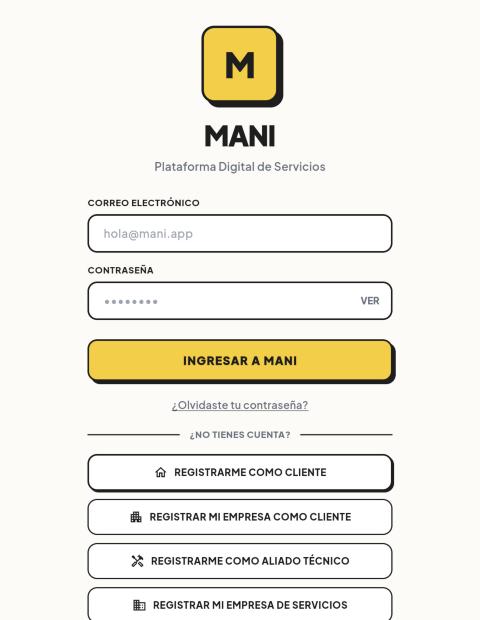 M
MANI
Plataforma Digital de Servicios
CORREO ELECTRÓNICO
hola@mani.app
CONTRASEÑA
••••••••
VER
INGRESAR A MANI
¿Olvidaste tu contraseña?
¿NO TIENES CUENTA?
REGISTRARME COMO CLIENTE
REGISTRAR MI EMPRESA COMO CLIENTE
REGISTRARME COMO ALIADO TÉCNICO
REGISTRAR MI EMPRESA DE SERVICIOS